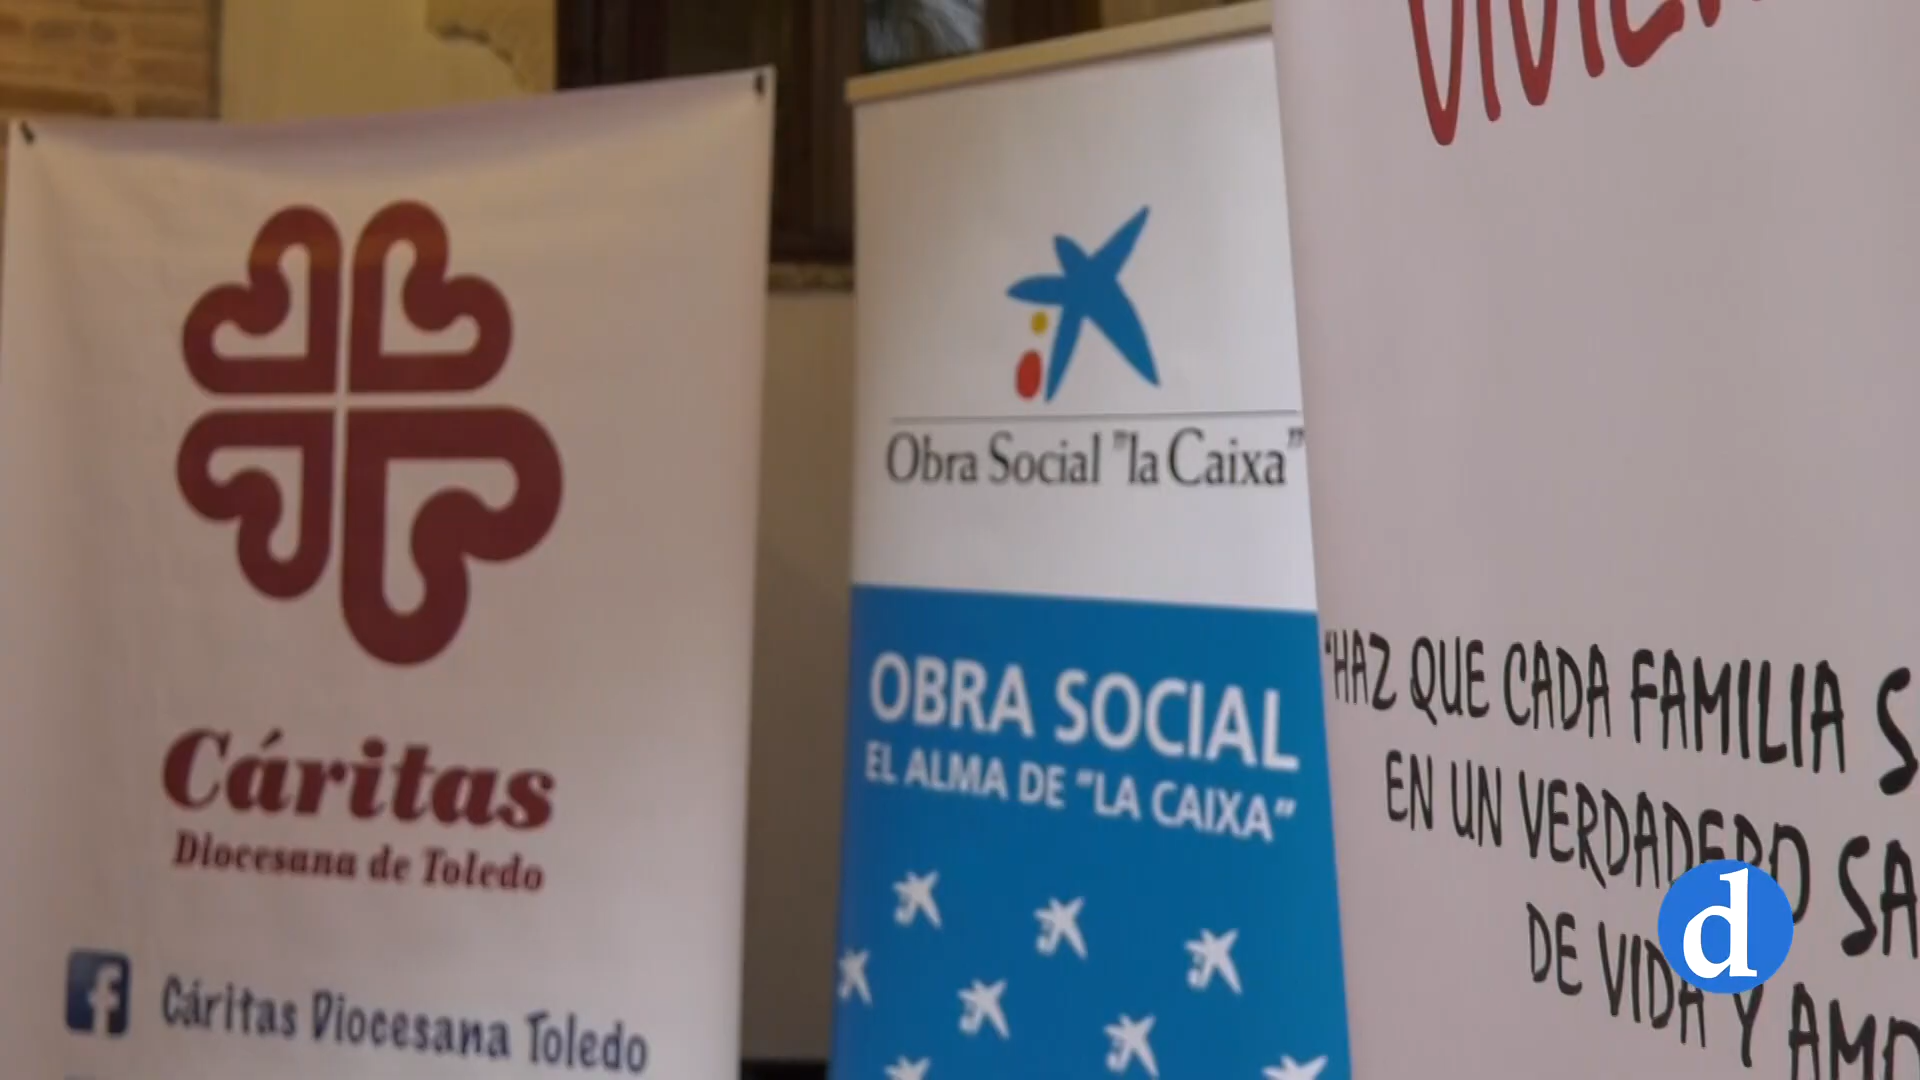 Cáritas
Diocesana de Toledo
Cáritas Diocesana Toledo
Obra Social "la Caixa"
OBRA SOCIAL
EL ALMA DE "LA CAIXA"
"HAZ QUE CADA FAMILIA
EN UN VERDADERO
DE VIDA Y
d